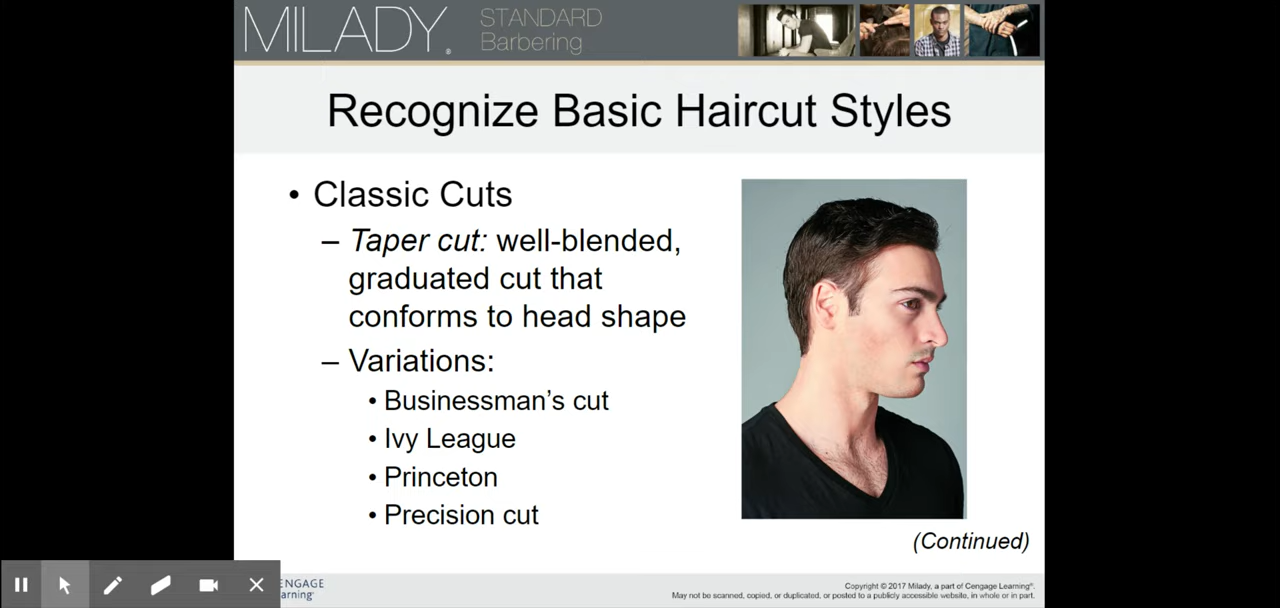 MILADY® STANDARD
Barbering
Recognize Basic Haircut Styles
• Classic Cuts
– Taper cut: well-blended,
graduated cut that
conforms to head shape
– Variations:
• Businessman’s cut
• Ivy League
• Princeton
• Precision cut
(Continued)
ENGAGE
arning®
Copyright © 2017 Milady, a part of Cengage Learning®.
May not be scanned, copied, or duplicated, or posted to a publicly accessible website, in whole or in part.